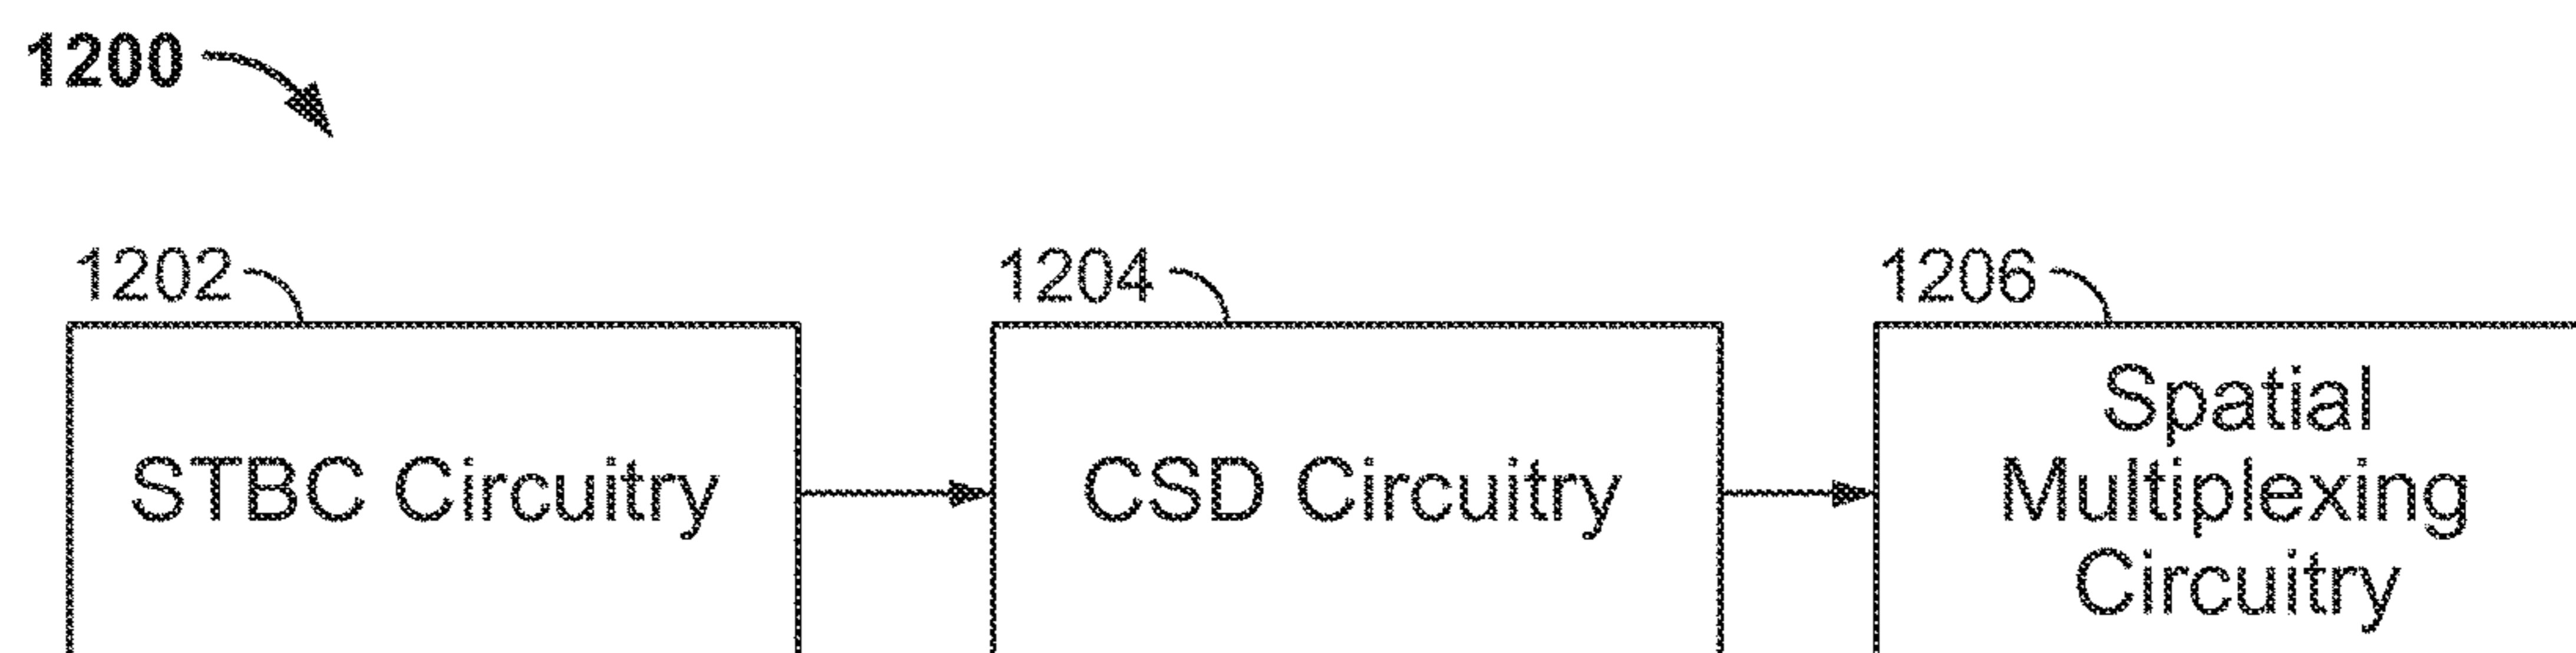 1200
1202
1204
1206
STBC Circuitry
CSD Circuitry
Spatial
Multiplexing
Circuitry